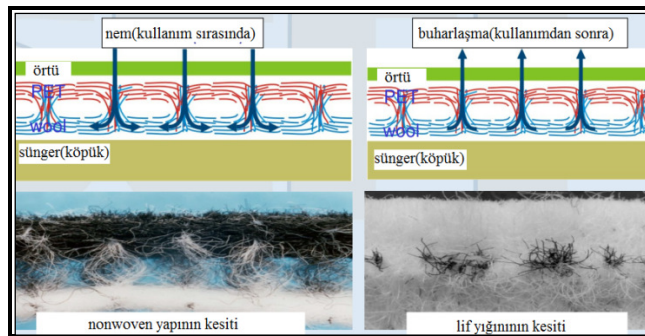 nem(kullanım sırasında)
örtü
PET
wool
sünger(köpük)
nonwoven yapının kesiti
buharlaşma(kullanımdan sonra)
örtü
PET
wool
sünger(köpük)
lif yığınının kesiti